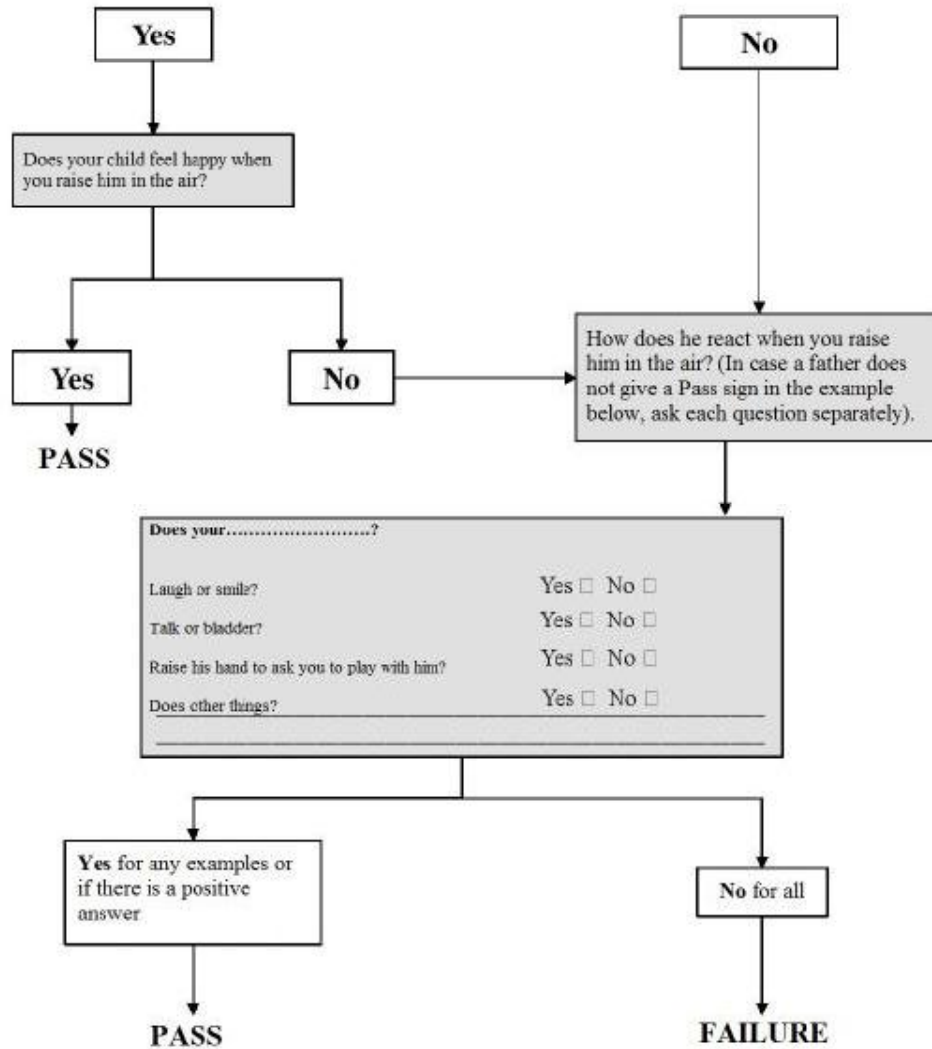 Yes
No
Does your child feel happy when
you raise him in the air?
Yes
No
How does he react when you raise
him in the air? (In case a father does
not give a Pass sign in the example
below, ask each question separately).
PASS
Does your……………………..?
Laugh or smile? Yes □ No □
Talk or bladder? Yes □ No □
Raise his hand to ask you to play with him? Yes □ No □
Does other things? Yes □ No □
Yes for any examples or
if there is a positive
answer
No for all
PASS
FAILURE